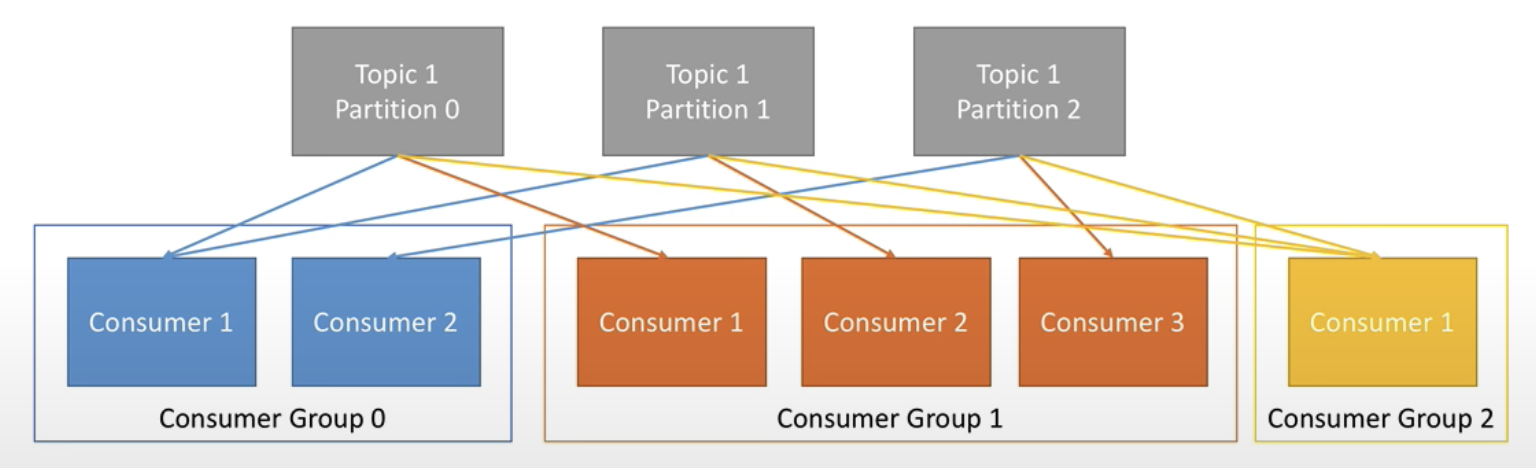 Topic 1
Partition 0
Topic 1
Partition 1
Topic 1
Partition 2
Consumer 1
Consumer 2
Consumer Group 0
Consumer 1
Consumer 2
Consumer 3
Consumer Group 1
Consumer 1
Consumer Group 2